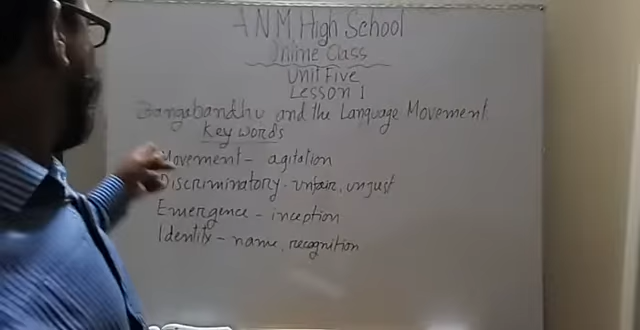 A N M High School
Online Class
Unit Five
Lesson 1
Bangabandhu and the Language Movement
Key words
Movement - agitation
Discriminatory - unfair, unjust
Emergence - inception
Identity - name, recognition